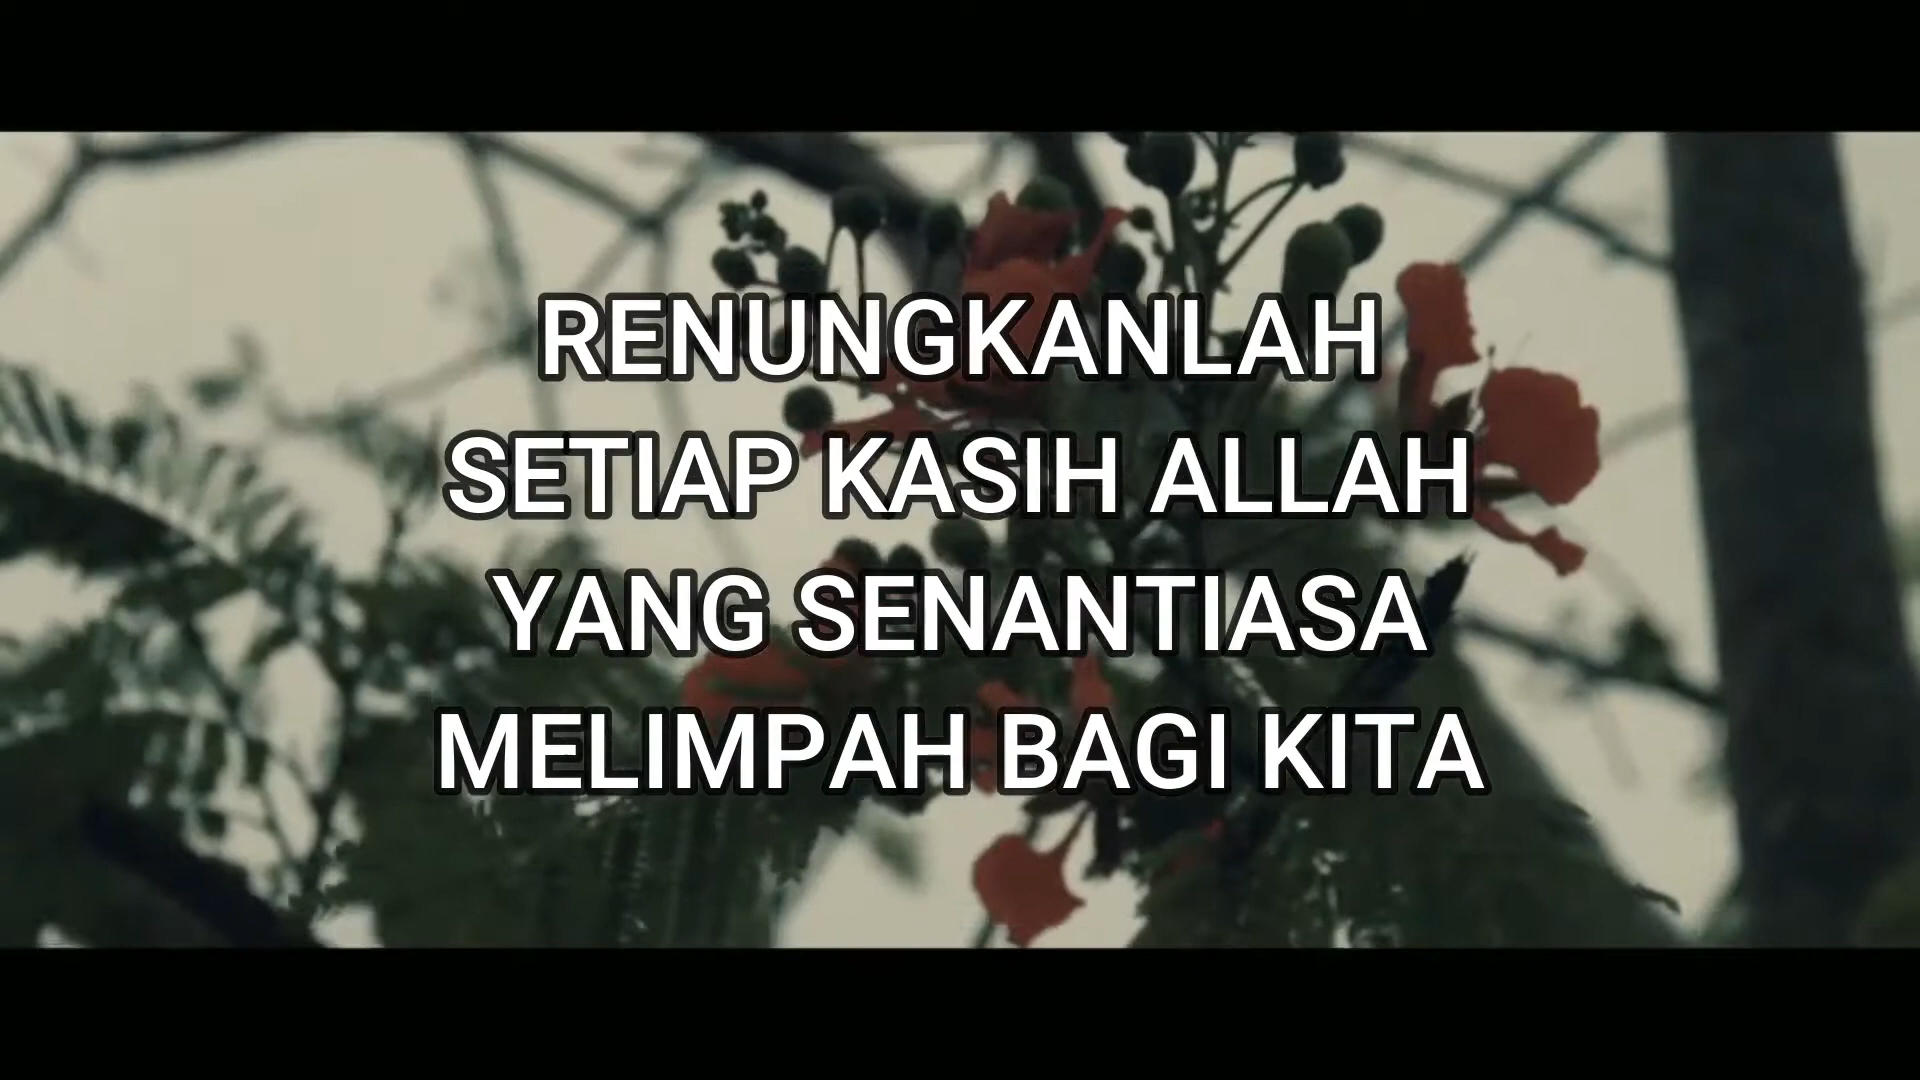 RENUNGKANLAH
SETIAP KASIH ALLAH
YANG SENANTIASA
MELIMPAH BAGI KITA